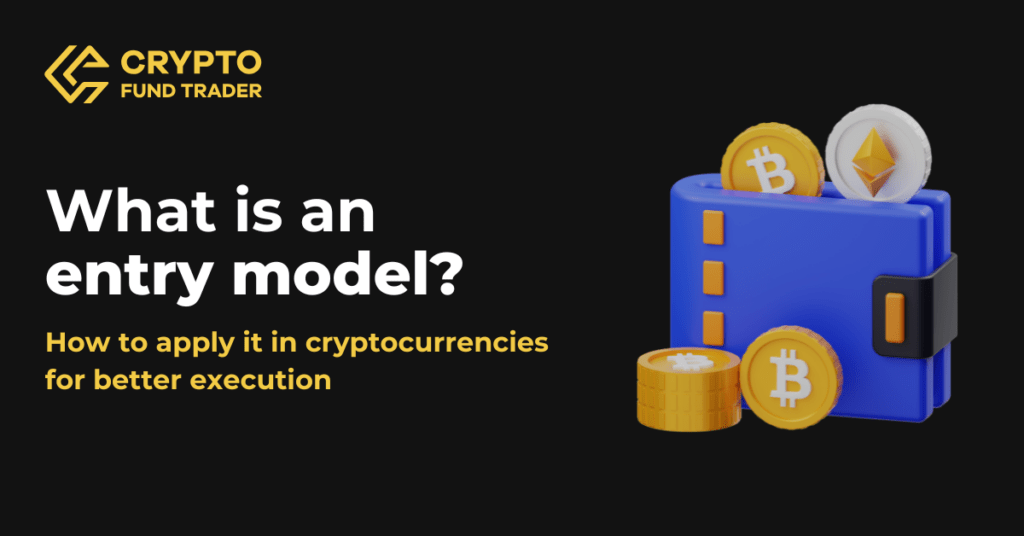 CRYPTO
FUND TRADER
What is an
entry model?
How to apply it in cryptocurrencies
for better execution